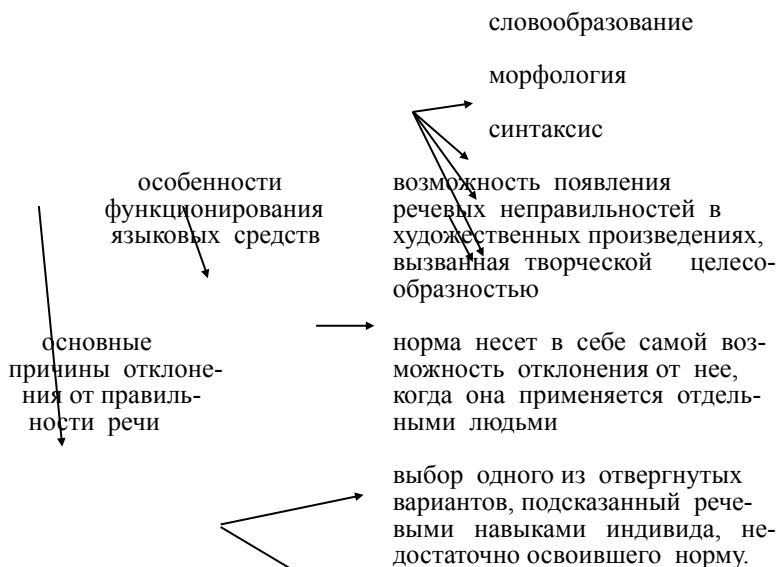 словообразование
морфология
синтаксис
особенности
функционирования
языковых средств
возможность появления
речевых неправильностей в
художественных произведениях,
вызванная творческой целесо-
образностью
основные
причины отклоне-
ния от правиль-
ности речи
норма несет в себе самой воз-
можность отклонения от нее,
когда она применяется отдель-
ными людьми
выбор одного из отвергнутых
вариантов, подсказанный рече-
выми навыками индивида, не-
достаточно освоившего норму.